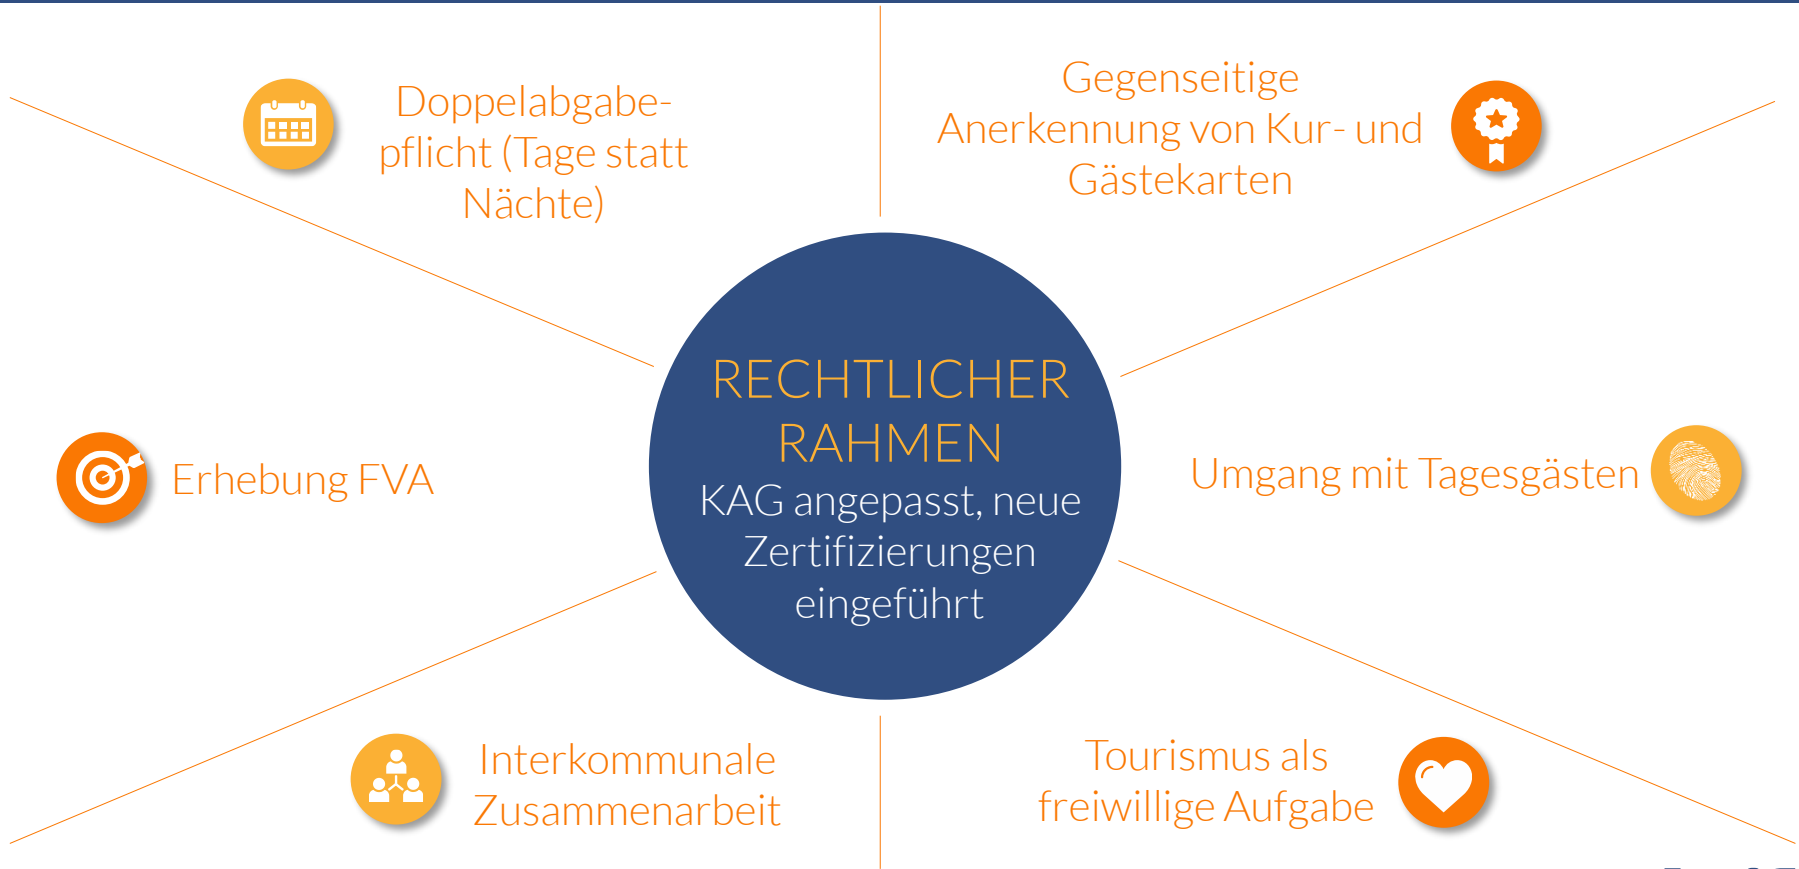 Doppelabgabe-
pflicht (Tage statt
Nächte)
Gegenseitige
Anerkennung von Kur- und
Gästekarten
Erhebung FVA
RECHTLICHER
RAHMEN
KAG angepasst, neue
Zertifizierungen
eingeführt
Umgang mit Tagesgästen
Interkommunale
Zusammenarbeit
Tourismus als
freiwillige Aufgabe